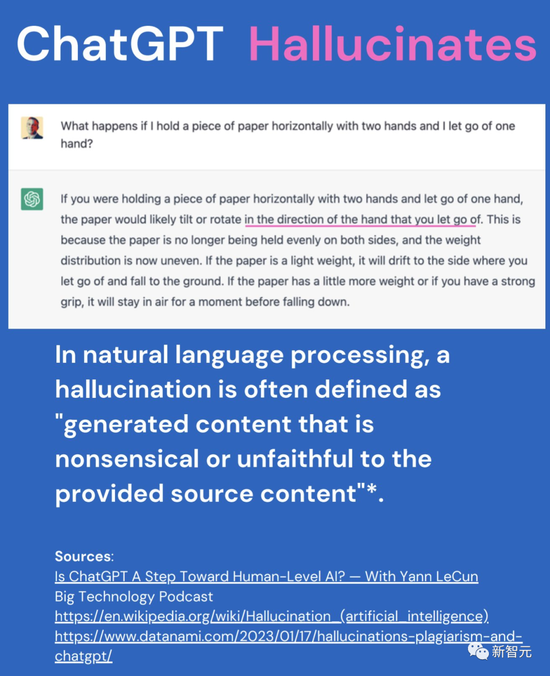 ChatGPT Hallucinates
What happens if I hold a piece of paper horizontally with two hands and I let go of one
hand?
If you were holding a piece of paper horizontally with two hands and let go of one hand,
the paper would likely tilt or rotate in the direction of the hand that you let go of. This is
because the paper is no longer being held evenly on both sides, and the weight
distribution is now uneven. If the paper is a light weight, it will drift to the side where you
let go of and fall to the ground. If the paper has a little more weight or if you have a strong
grip, it will stay in air for a moment before falling down.
In natural language processing, a
hallucination is often defined as
"generated content that is
nonsensical or unfaithful to the
provided source content"*.
Sources:
Is ChatGPT A Step Toward Human-Level AI? — With Yann LeCun
Big Technology Podcast
https://en.wikipedia.org/wiki/Hallucination_(artificial_intelligence)
https://www.datanami.com/2023/01/17/hallucinations-plagiarism-and-
chatgpt/
新智元